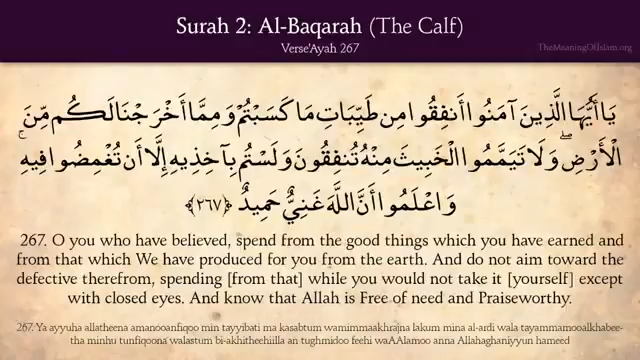 Surah 2: Al-Baqarah (The Calf)
Verse'Ayah 267
TheMeaningOfIslam.org
يَا أَيُّهَا الَّذِينَ آمَنُوا أَنفِقُوا مِن طَيِّبَاتِ مَا كَسَبْتُمْ وَمِمَّا أَخْرَجْنَا لَكُم مِّنَ
الْأَرْضِ ۖ وَلَا تَيَمَّمُوا الْخَبِيثَ مِنْهُ تُنفِقُونَ وَلَسْتُم بِآخِذِيهِ إِلَّا أَن تُغْمِضُوا فِيهِ ۚ
وَاعْلَمُوا أَنَّ اللَّهَ غَنِيٌّ حَمِيدٌ ﴿٢٦٧﴾
267. O you who have believed, spend from the good things which you have earned and
from that which We have produced for you from the earth. And do not aim toward the
defective therefrom, spending [from that] while you would not take it [yourself] except
with closed eyes. And know that Allah is Free of need and Praiseworthy.
267. Ya ayyuha allatheena amanooanfiqoo min tayyibati ma kasabtum wamimmaakhrajna lakum mina al-ardi wala tayammamooalkhabee-
tha minhu tunfiqoona walastum bi-akhitheehiilla an tughmidoo feehi waAAlamoo anna Allahaghaniyyun hameed